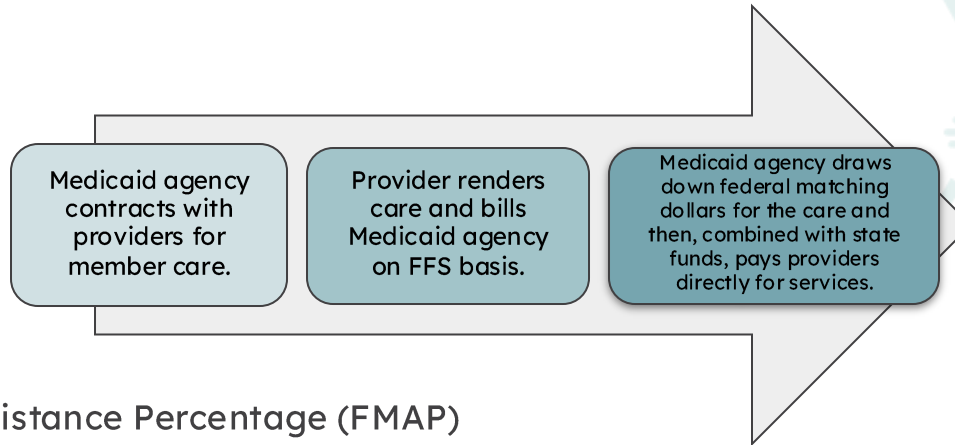 Medicaid agency
contracts with
providers for
member care.
Provider renders
care and bills
Medicaid agency
on FFS basis.
Medicaid agency draws
down federal matching
dollars for the care and
then, combined with state
funds, pays providers
directly for services.
Percentage (FMAP)